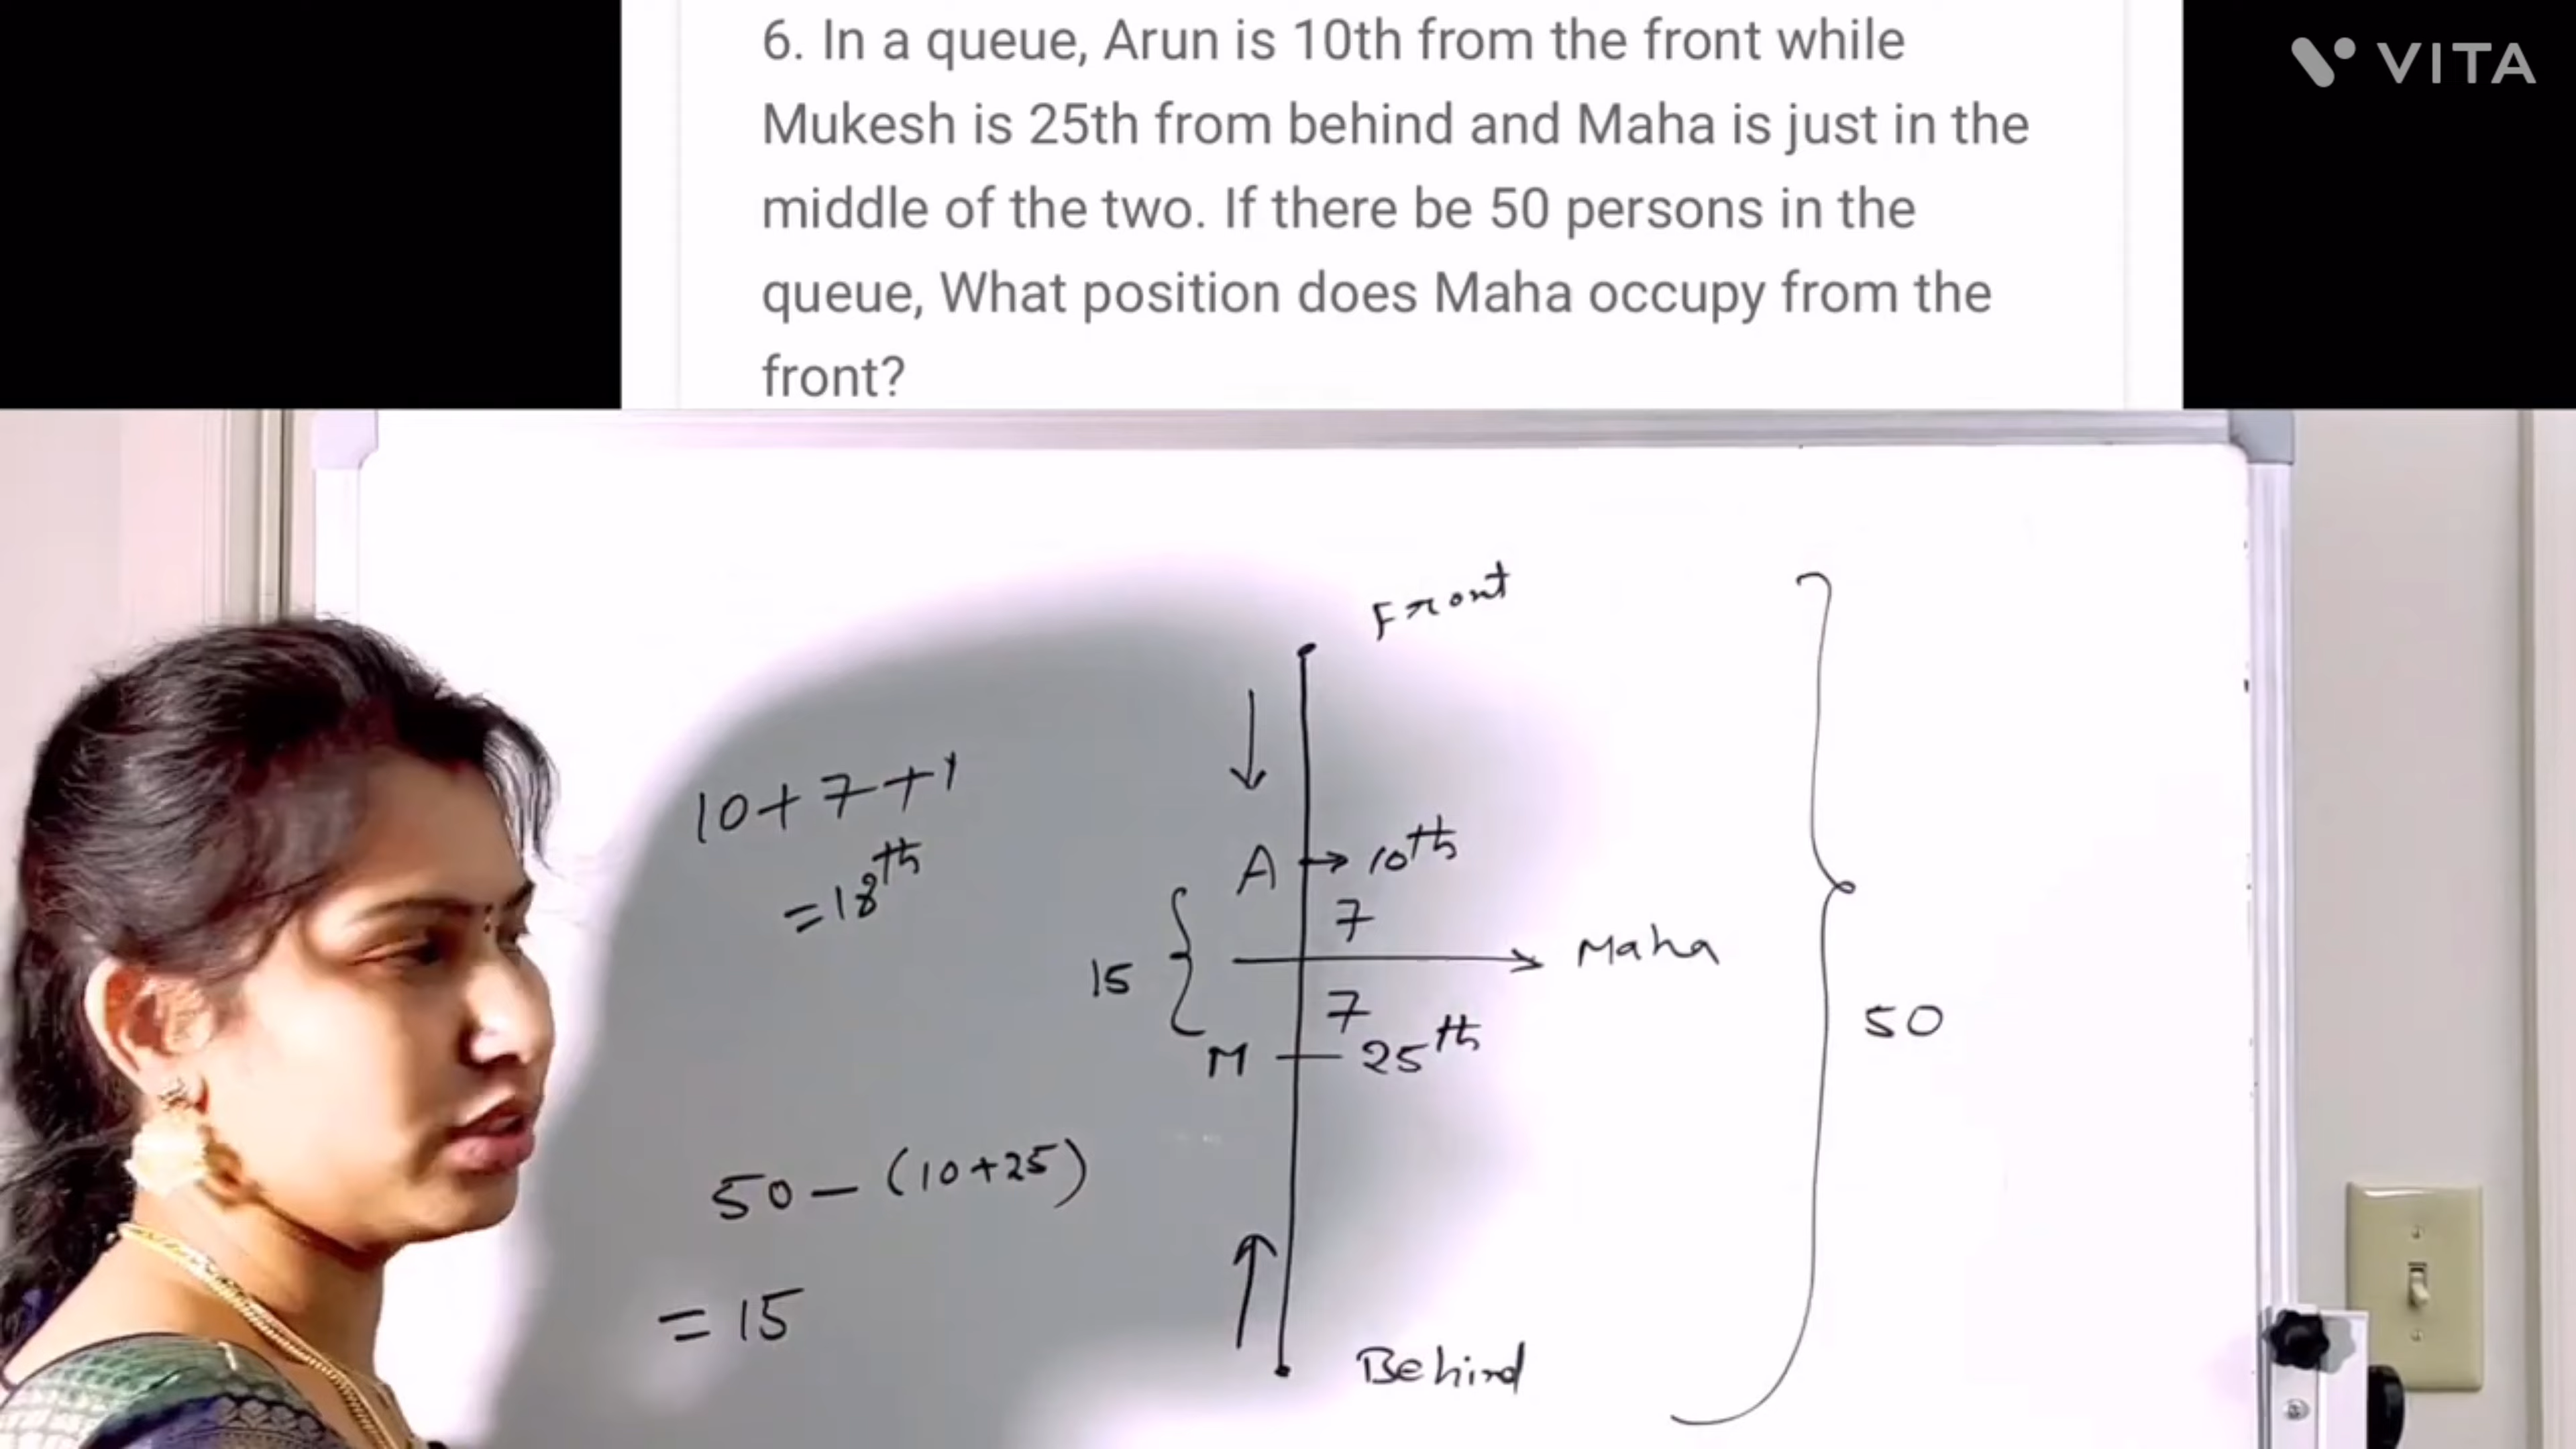 6. In a queue, Arun is 10th from the front while
Mukesh is 25th from behind and Maha is just in the
middle of the two. If there be 50 persons in the
queue, What position does Maha occupy from the
front?
VITA
Front
10+7+1
=18th
A → 10th
7
15
Maha
7
M 25th
50
50-(10+25)
=15
Behind